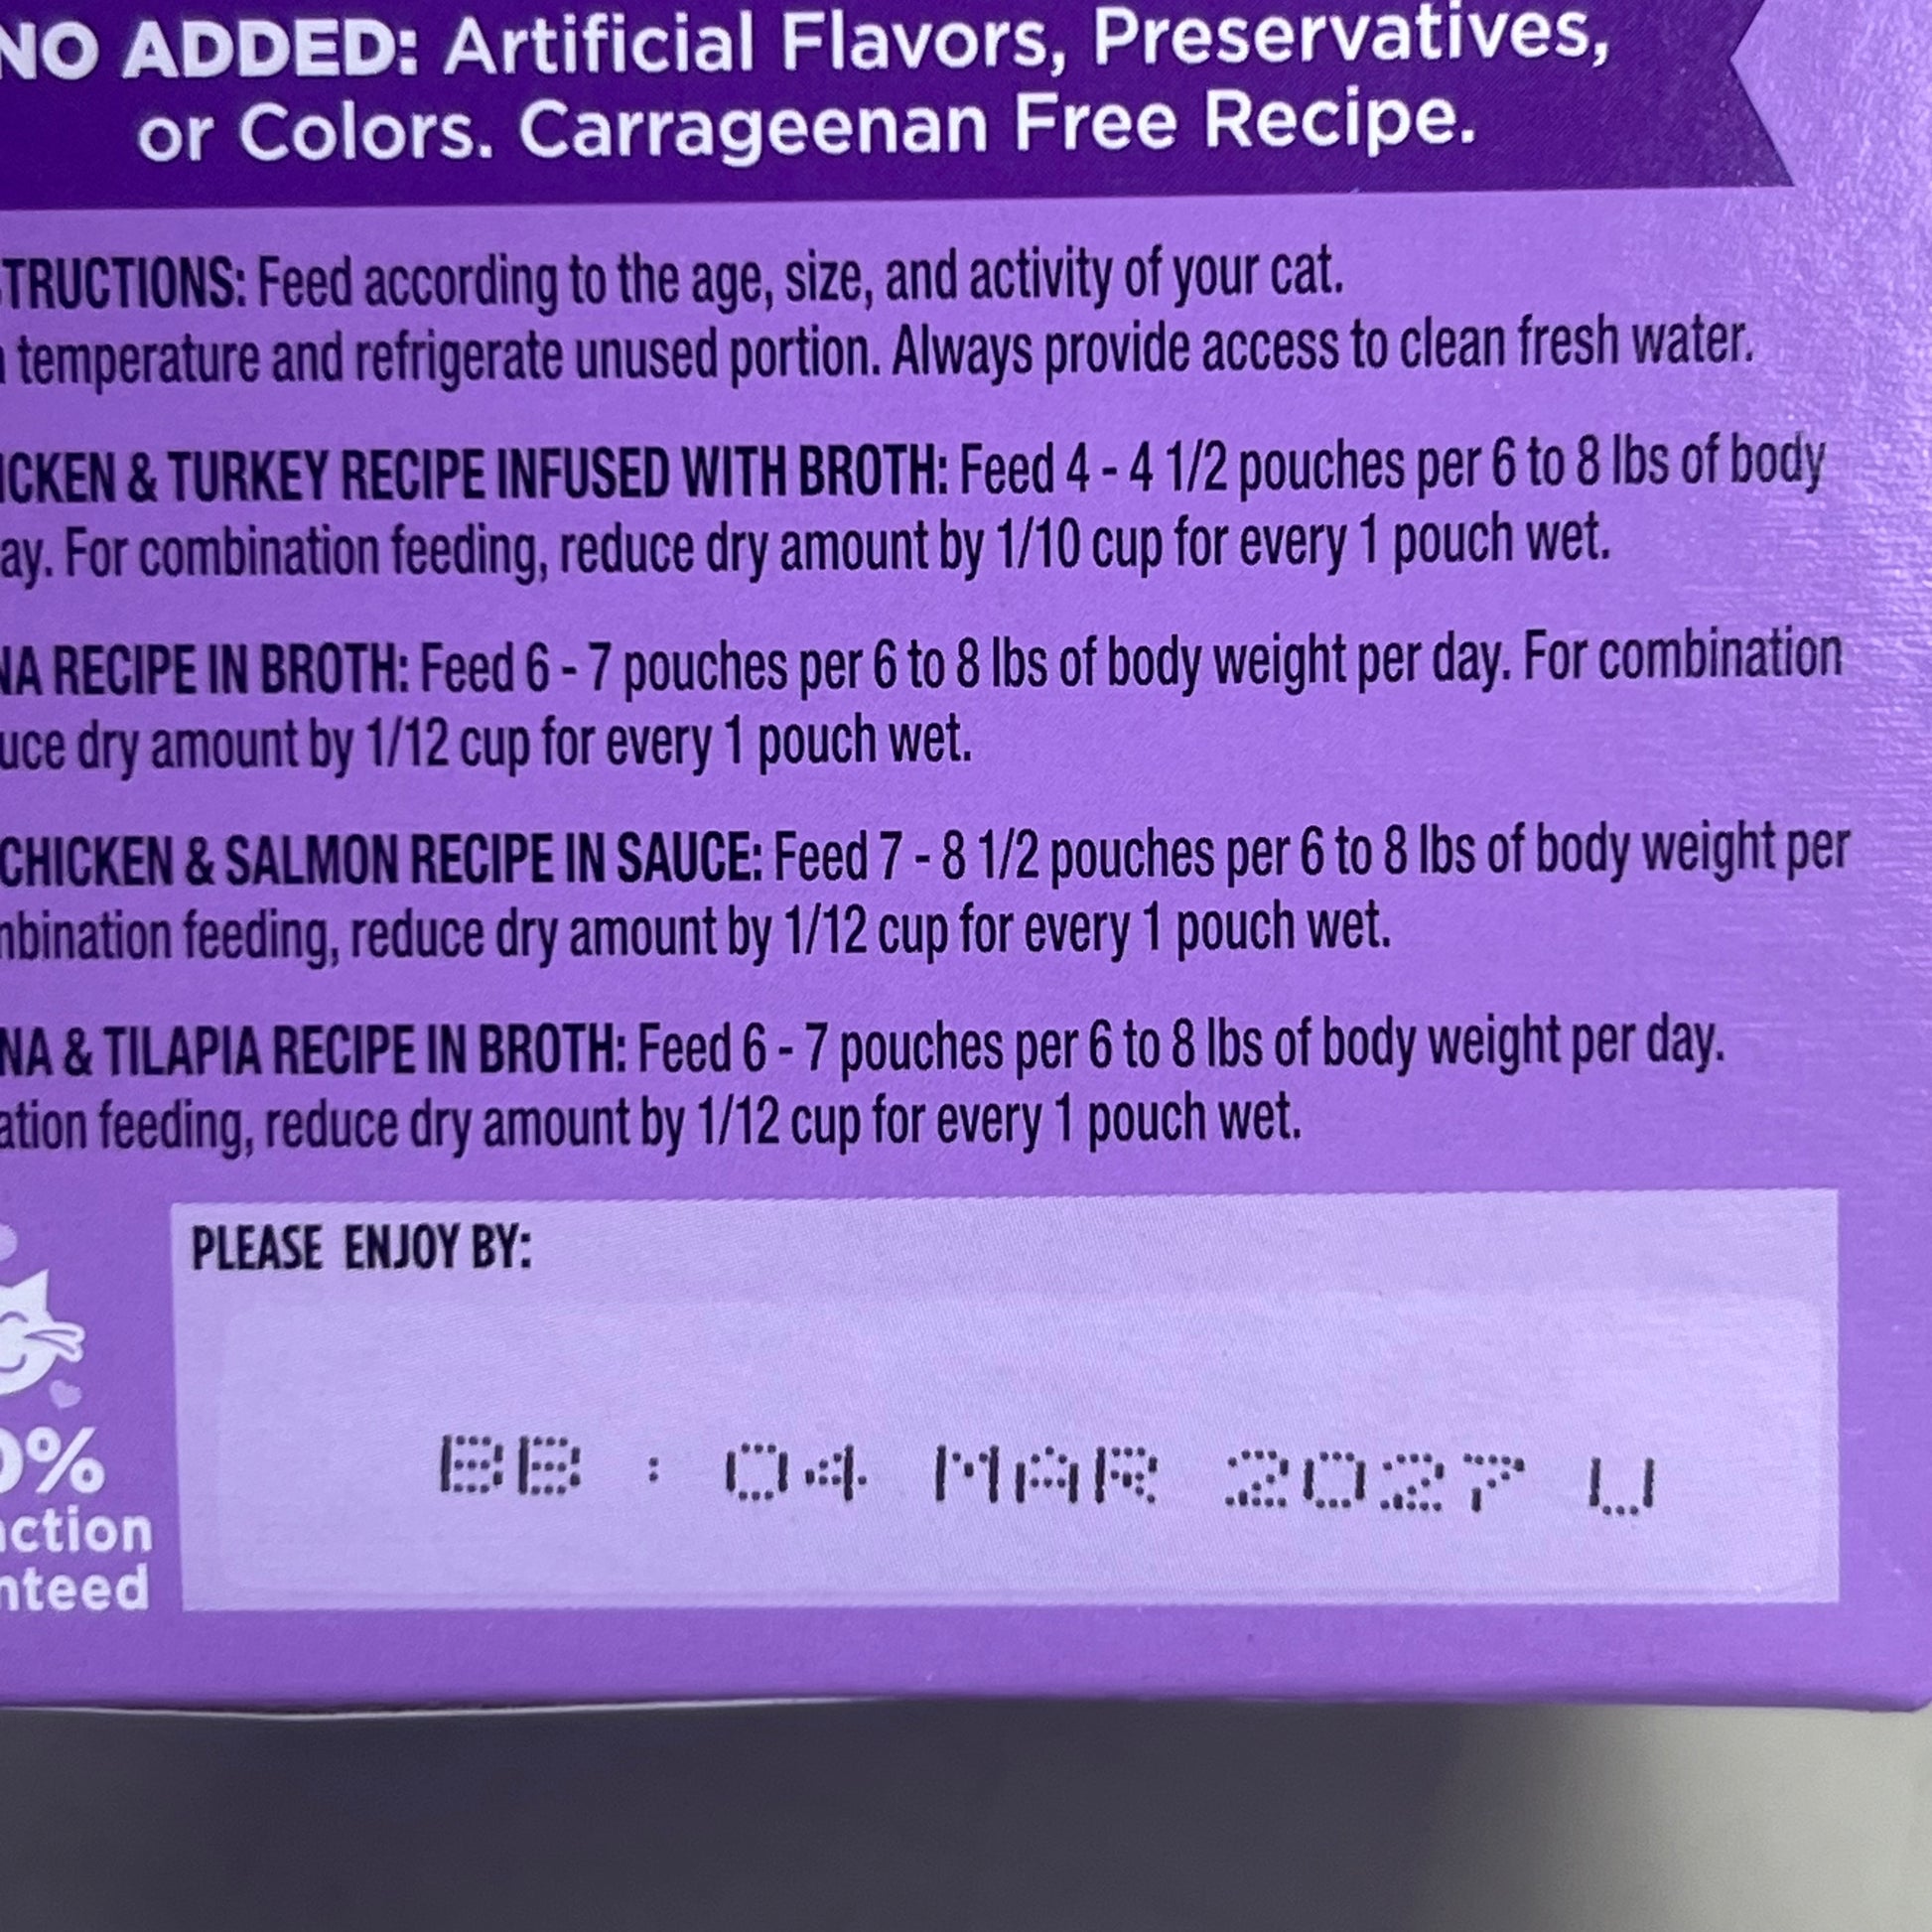 NO ADDED: Artificial Flavors, Preservatives,
or Colors. Carrageenan Free Recipe.
TRUCTIONS: Feed according to the age, size, and activity of your cat.
temperature and refrigerate unused portion. Always provide access to clean fresh water.
ICKEN & TURKEY RECIPE INFUSED WITH BROTH: Feed 4 - 4 1/2 pouches per 6 to 8 lbs of body
ay. For combination feeding, reduce dry amount by 1/10 cup for every 1 pouch wet.
NA RECIPE IN BROTH: Feed 6 - 7 pouches per 6 to 8 lbs of body weight per day. For combination
uce dry amount by 1/12 cup for every 1 pouch wet.
CHICKEN & SALMON RECIPE IN SAUCE: Feed 7 - 8 1/2 pouches per 6 to 8 lbs of body weight per
mbination feeding, reduce dry amount by 1/12 cup for every 1 pouch wet.
NA & TILAPIA RECIPE IN BROTH: Feed 6 - 7 pouches per 6 to 8 lbs of body weight per day.
ation feeding, reduce dry amount by 1/12 cup for every 1 pouch wet.
PLEASE ENJOY BY:
BB : 04 MAR 2027 U
0%
action
nteed